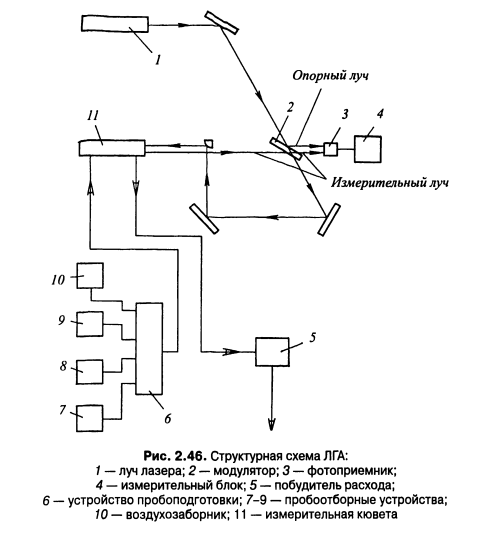 1
Опорный луч
2
3
4
11
Измерительный луч
10
9
8
7
6
5
Рис. 2.46. Структурная схема ЛГА:
1 — луч лазера; 2 — модулятор; 3 — фотоприемник;
4 — измерительный блок; 5 — побудитель расхода;
6 — устройство пробоподготовки; 7–9 — пробоотборные устройства;
10 — воздухозаборник; 11 — измерительная кювета